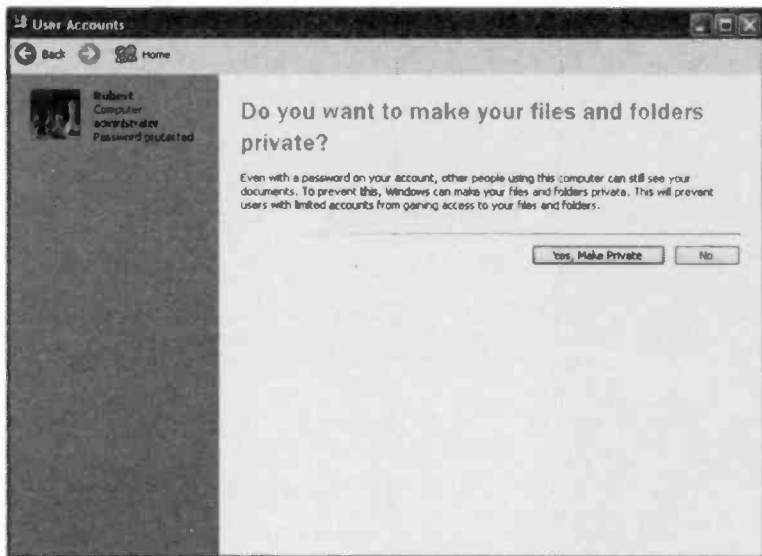 User Accounts
Back Home
Robert
Computer
administrator
Password protected
Do you want to make your files and folders
private?
Even with a password on your account, other people using this computer can still see your
documents. To prevent this, Windows can make your files and folders private. This will prevent
users with limited accounts from gaining access to your files and folders.
Yes, Make Private No